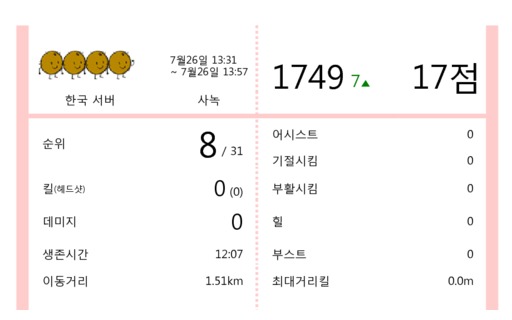 7월26일 13:31
~ 7월26일 13:57
한국 서버
사녹
1749 7▲
17점
순위
8 / 31
킬(헤드샷)
0 (0)
데미지
0
생존시간
12:07
이동거리
1.51km
어시스트
0
기절시킴
0
부활시킴
0
힐
0
부스트
0
최대거리킬
0.0m